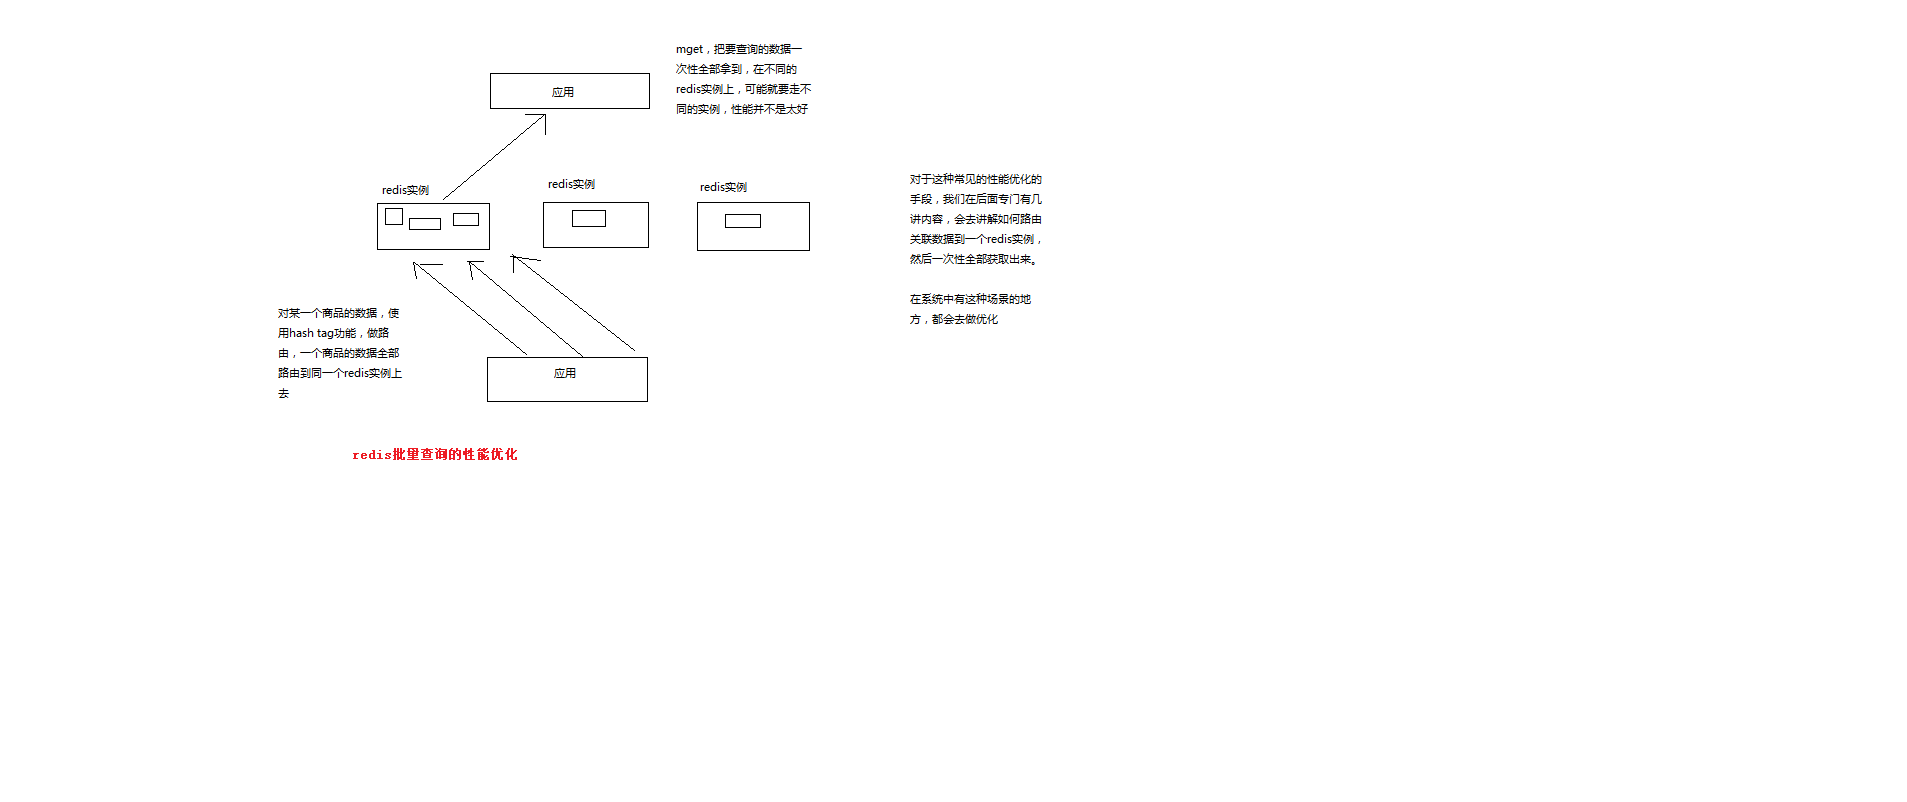 mget，把要查询的数据一
次性全部拿到，在不同的
redis实例上，可能就要走不
同的实例，性能并不是太好
应用
redis实例
redis实例
redis实例
对于这种常见的性能优化的
手段，我们在后面专门有几
讲内容，会去讲解如何路由
关联数据到一个redis实例，
然后一次性全部获取出来。
在系统中有这种场景的地
方，都会去做优化
对某一个商品的数据，使
用hash tag功能，做路
由，一个商品的数据全部
路由到同一个redis实例上
去
应用
redis批量查询的性能优化